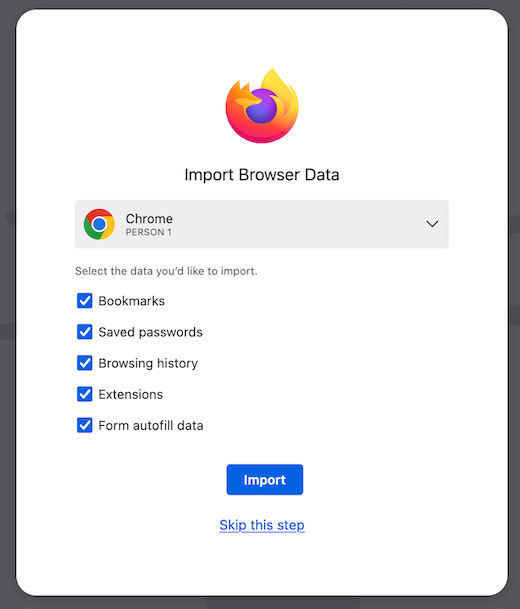 Import Browser Data
Chrome
PERSON 1
Select the data you’d like to import.
Bookmarks
Saved passwords
Browsing history
Extensions
Form autofill data
Import
Skip this step